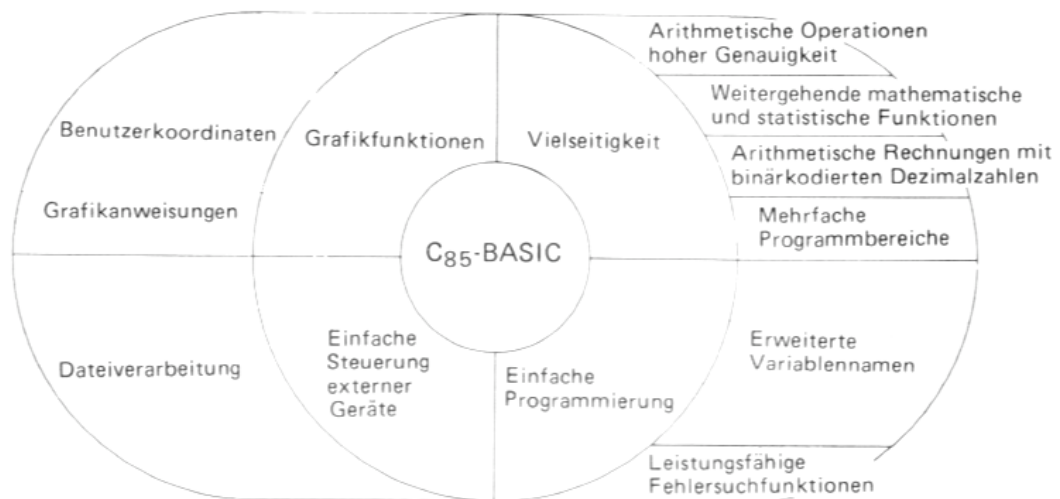 Arithmetische Operationen
hoher Genauigkeit
Weitergehende mathematische
und statistische Funktionen
Benutzerkoordinaten
Grafikfunktionen
Vielseitigkeit
Arithmetische Rechnungen mit
binärkodierten Dezimalzahlen
Grafikanweisungen
Mehrfache
Programmbereiche
C85-BASIC
Dateiverarbeitung
Einfache
Steuerung
externer
Geräte
Einfache
Programmierung
Erweiterte
Variablennamen
Leistungsfähige
Fehlersuchfunktionen